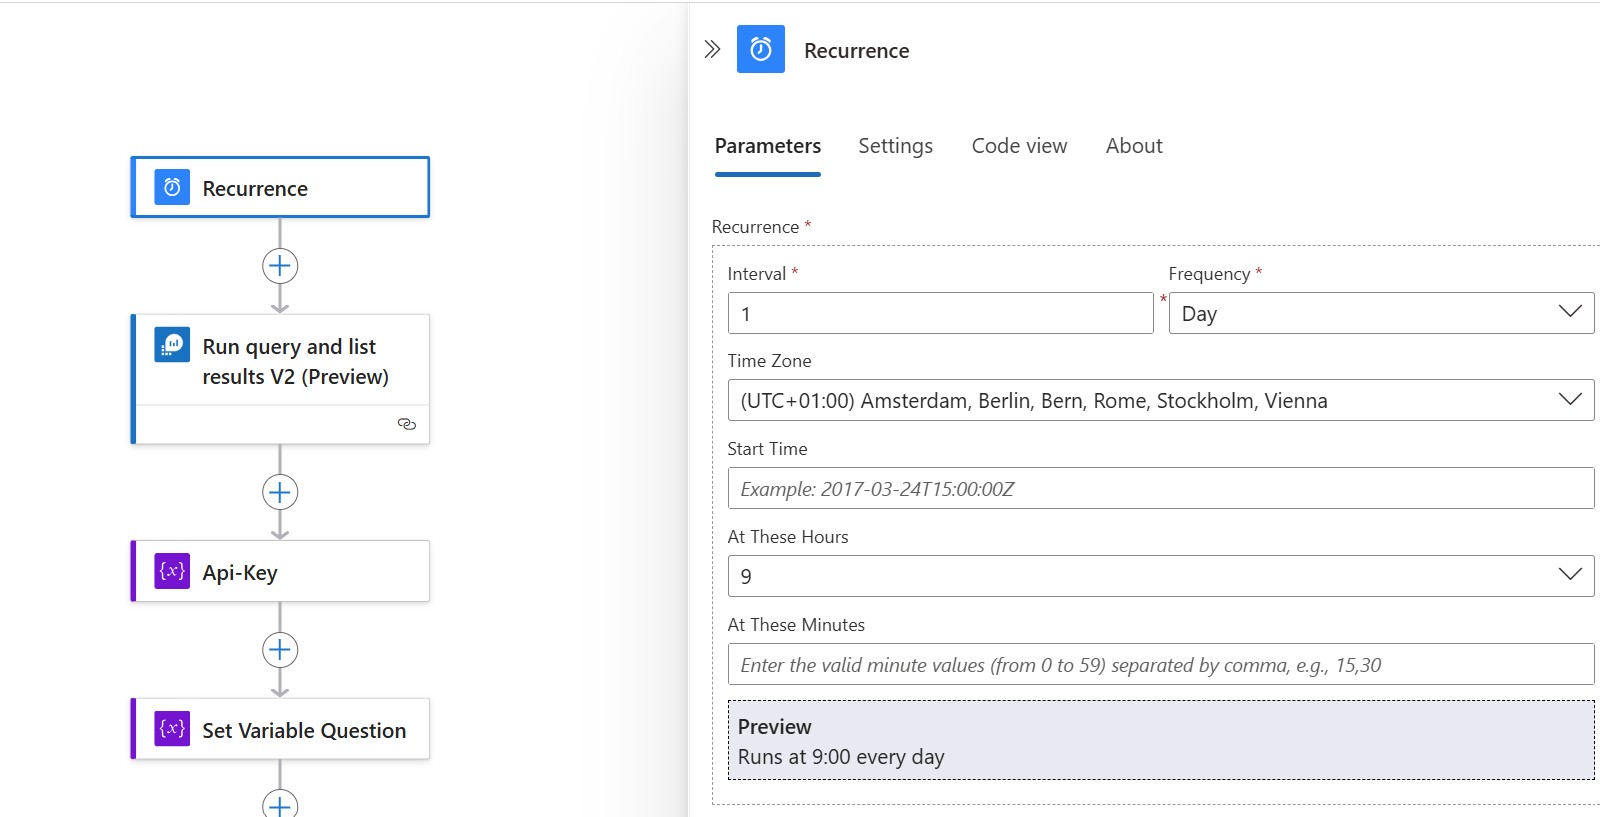 Recurrence
Run query and list
results V2 (Preview)
{x} Api-Key
{x} Set Variable Question
Recurrence
Parameters Settings Code view About
Recurrence *
Interval * Frequency *
1 * Day
Time Zone
(UTC+01:00) Amsterdam, Berlin, Bern, Rome, Stockholm, Vienna
Start Time
Example: 2017-03-24T15:00:00Z
At These Hours
9
At These Minutes
Enter the valid minute values (from 0 to 59) separated by comma, e.g., 15,30
Preview
Runs at 9:00 every day